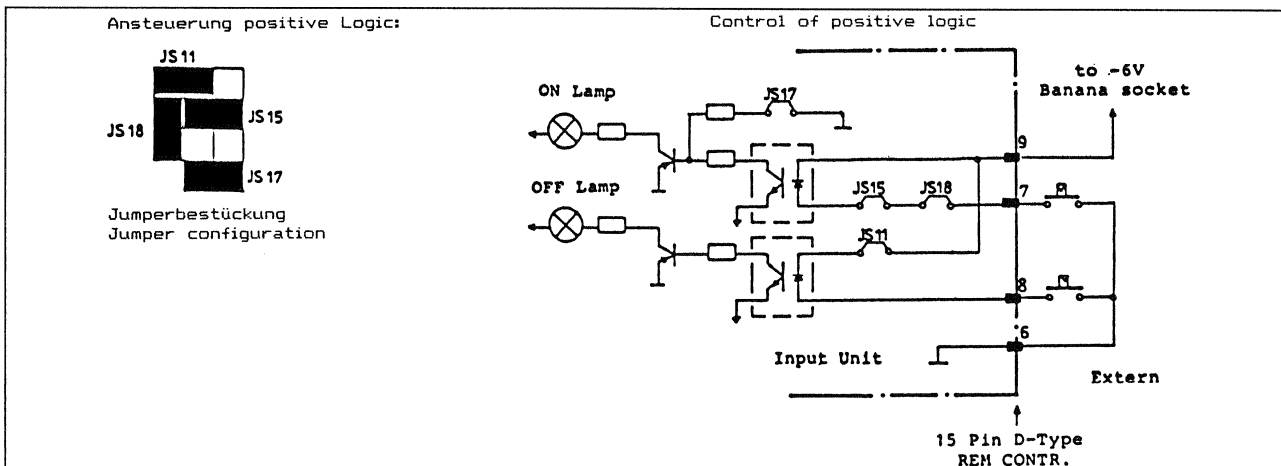 Ansteuerung positive Logic:
JS11
JS18
JS15
JS17
Jumperbestückung
Jumper configuration
Control of positive logic
to -6V
Banana socket
ON Lamp
JS17
9
7
JS15
JS18
OFF Lamp
JS11
8
6
Input Unit
Extern
15 Pin D-Type
REM CONTR.